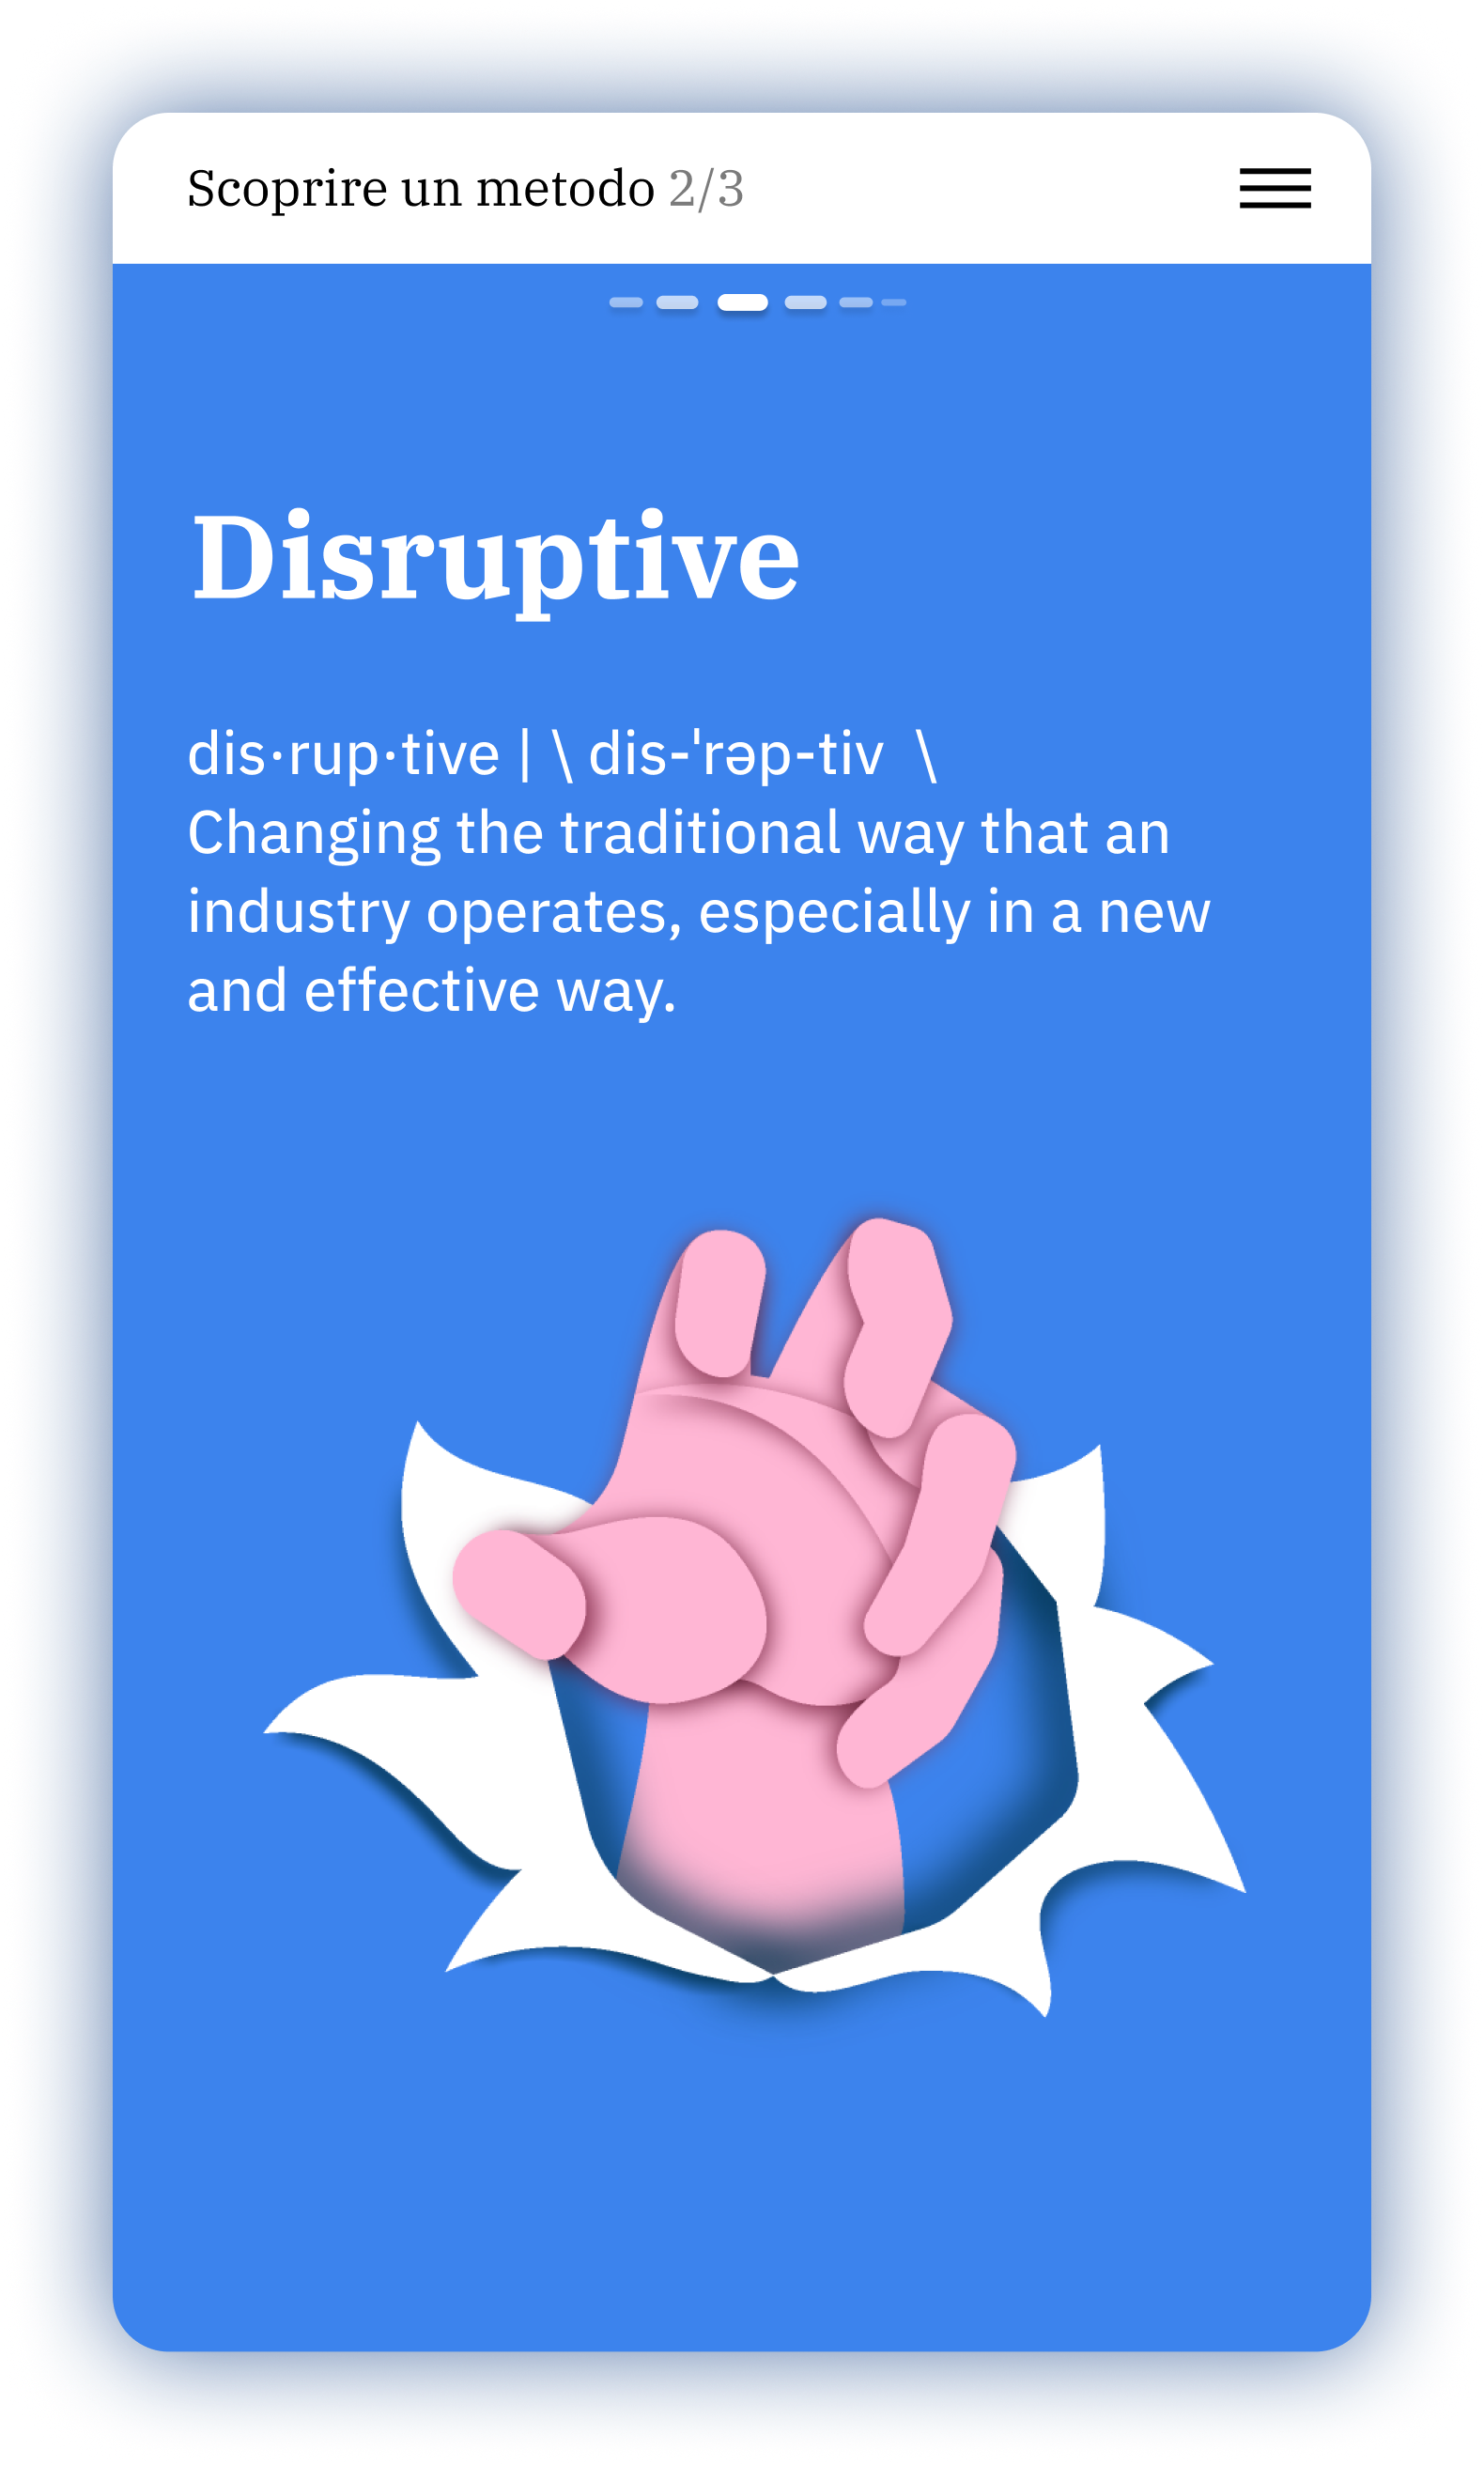 Scoprire un metodo 2/3
Disruptive
dis·rup·tive | \ dis-ˈrəp-tiv  \
Changing the traditional way that an
industry operates, especially in a new
and effective way.